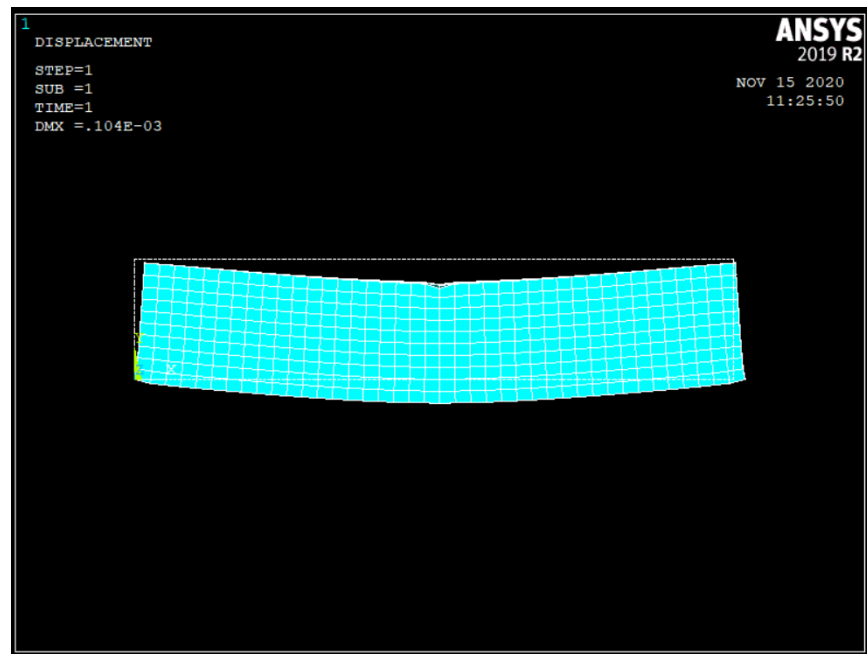 1
DISPLACEMENT
STEP=1
SUB =1
TIME=1
DMX =.104E-03
ANSYS
2019 R2
NOV 15 2020
11:25:50
X